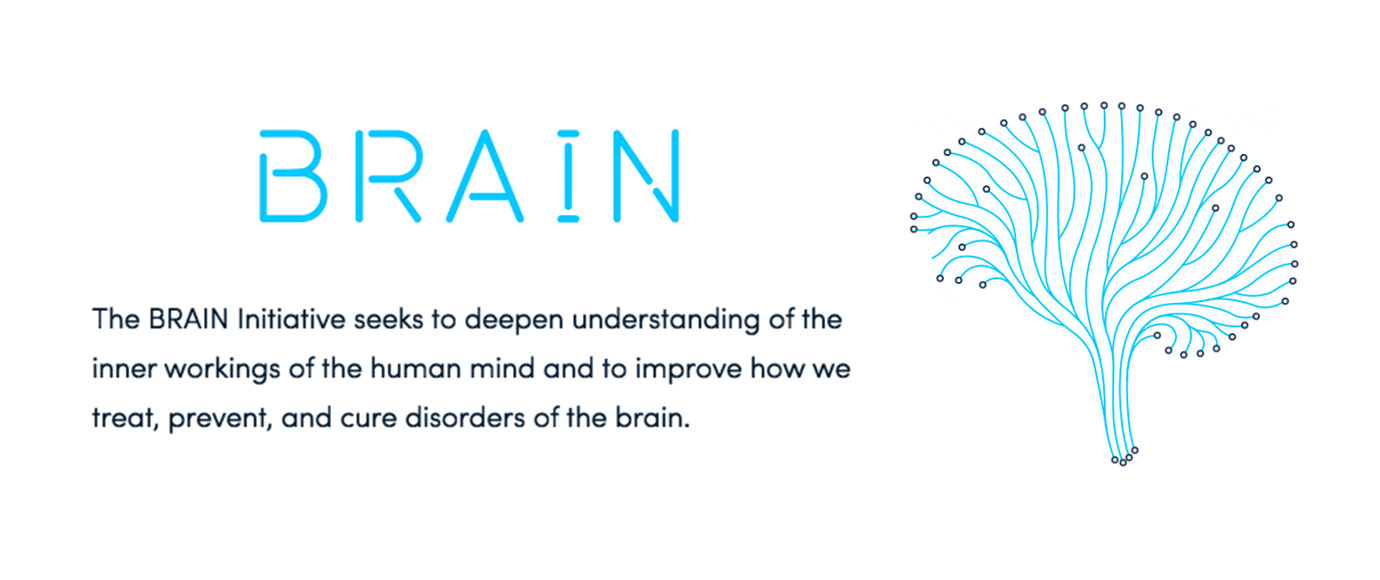 BRAIN
The BRAIN Initiative seeks to deepen understanding of the
inner workings of the human mind and to improve how we
treat, prevent, and cure disorders of the brain.